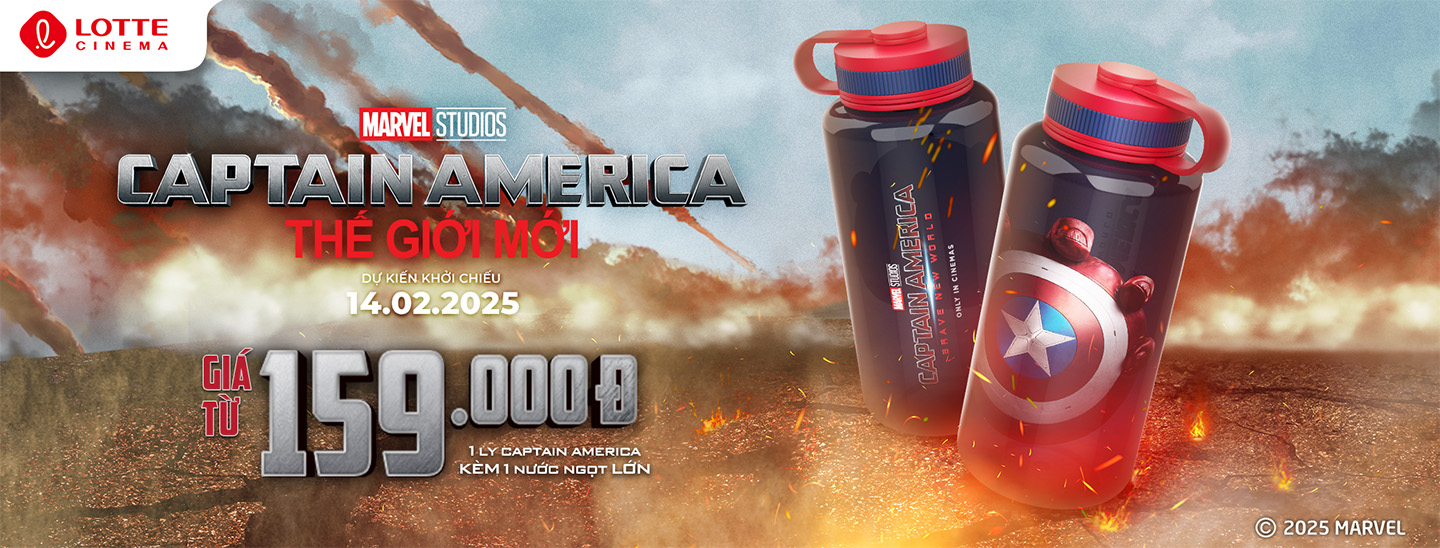 LOTTE
CINEMA
MARVEL STUDIOS
CAPTAIN AMERICA
THẾ GIỚI MỚI
DỰ KIẾN KHỞI CHIẾU
14.02.2025
GIÁ
TỪ
159.000Đ
1 LY CAPTAIN AMERICA
KÈM 1 NƯỚC NGỌT LỚN
MARVEL STUDIOS
CAPTAIN AMERICA
BRAVE NEW WORLD
ONLY IN CINEMAS
© 2025 MARVEL